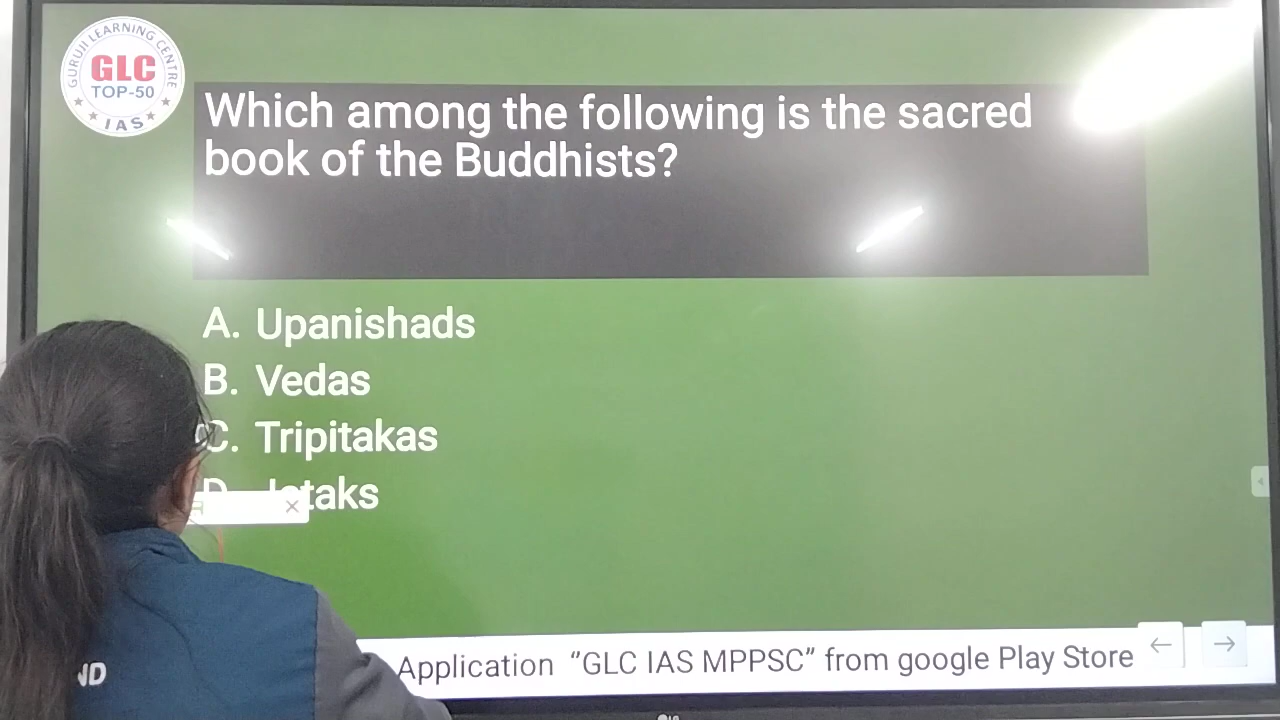 GURUJI LEARNING CENTRE
GLC
TOP-50
IAS
Which among the following is the sacred
book of the Buddhists?
A. Upanishads
B. Vedas
C. Tripitakas
D.
Application "GLC IAS MPPSC" from google Play Store
LG